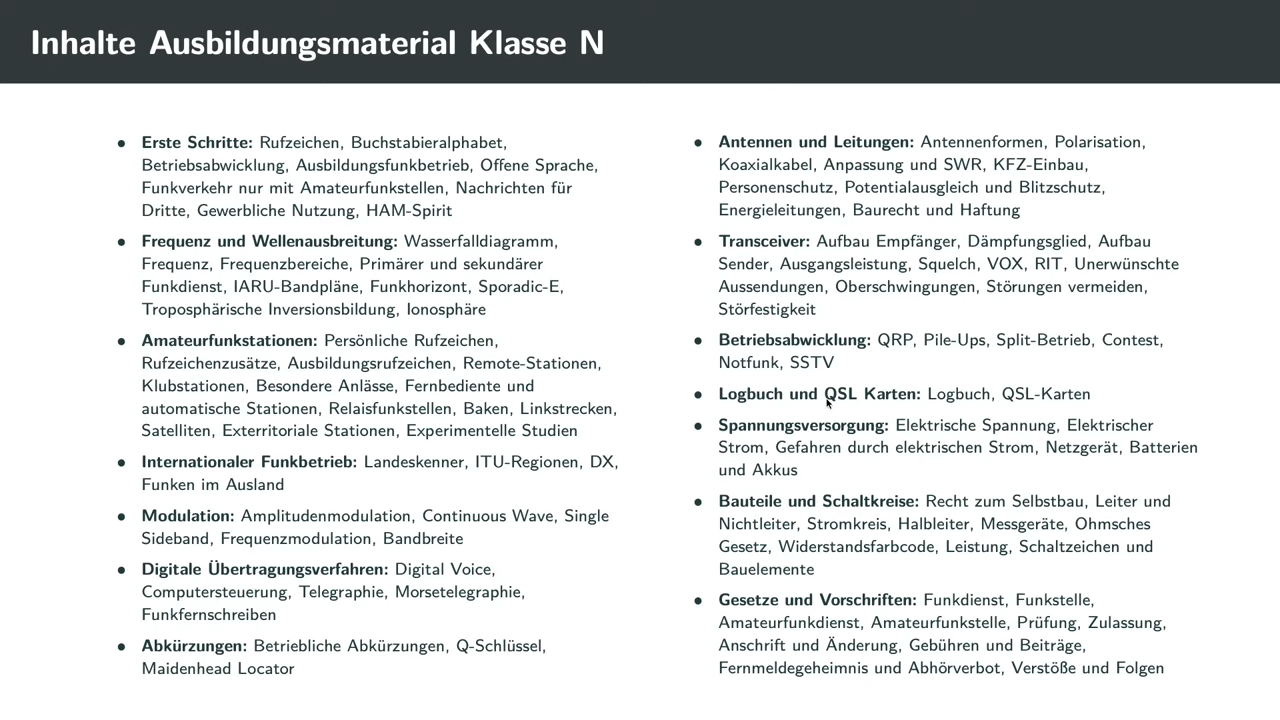 Inhalte Ausbildungsmaterial Klasse N
• Erste Schritte: Rufzeichen, Buchstabieralphabet,
Betriebsabwicklung, Ausbildungsfunkbetrieb, Offene Sprache,
Funkverkehr nur mit Amateurfunkstellen, Nachrichten für
Dritte, Gewerbliche Nutzung, HAM-Spirit
• Frequenz und Wellenausbreitung: Wasserfalldiagramm,
Frequenz, Frequenzbereiche, Primärer und sekundärer
Funkdienst, IARU-Bandpläne, Funkhorizont, Sporadic-E,
Troposphärische Inversionsbildung, Ionosphäre
• Amateurfunkstationen: Persönliche Rufzeichen,
Rufzeichenzusätze, Ausbildungsrufzeichen, Remote-Stationen,
Klubstationen, Besondere Anlässe, Fernbediente und
automatische Stationen, Relaisfunkstellen, Baken, Linkstrecken,
Satelliten, Exterritoriale Stationen, Experimentelle Studien
• Internationaler Funkbetrieb: Landeskenner, ITU-Regionen, DX,
Funken im Ausland
• Modulation: Amplitudenmodulation, Continuous Wave, Single
Sideband, Frequenzmodulation, Bandbreite
• Digitale Übertragungsverfahren: Digital Voice,
Computersteuerung, Telegraphie, Morsetelegraphie,
Funkfernschreiben
• Abkürzungen: Betriebliche Abkürzungen, Q-Schlüssel,
Maidenhead Locator
• Antennen und Leitungen: Antennenformen, Polarisation,
Koaxialkabel, Anpassung und SWR, KFZ-Einbau,
Personenschutz, Potentialausgleich und Blitzschutz,
Energieleitungen, Baurecht und Haftung
• Transceiver: Aufbau Empfänger, Dämpfungsglied, Aufbau
Sender, Ausgangsleistung, Squelch, VOX, RIT, Unerwünschte
Aussendungen, Oberschwingungen, Störungen vermeiden,
Störfestigkeit
• Betriebsabwicklung: QRP, Pile-Ups, Split-Betrieb, Contest,
Notfunk, SSTV
• Logbuch und QSL Karten: Logbuch, QSL-Karten
• Spannungsversorgung: Elektrische Spannung, Elektrischer
Strom, Gefahren durch elektrischen Strom, Netzgerät, Batterien
und Akkus
• Bauteile und Schaltkreise: Recht zum Selbstbau, Leiter und
Nichtleiter, Stromkreis, Halbleiter, Messgeräte, Ohmsches
Gesetz, Widerstandsfarbcode, Leistung, Schaltzeichen und
Bauelemente
• Gesetze und Vorschriften: Funkdienst, Funkstelle,
Amateurfunkdienst, Amateurfunkstelle, Prüfung, Zulassung,
Anschrift und Änderung, Gebühren und Beiträge,
Fernmeldegeheimnis und Abhörverbot, Verstöße und Folgen